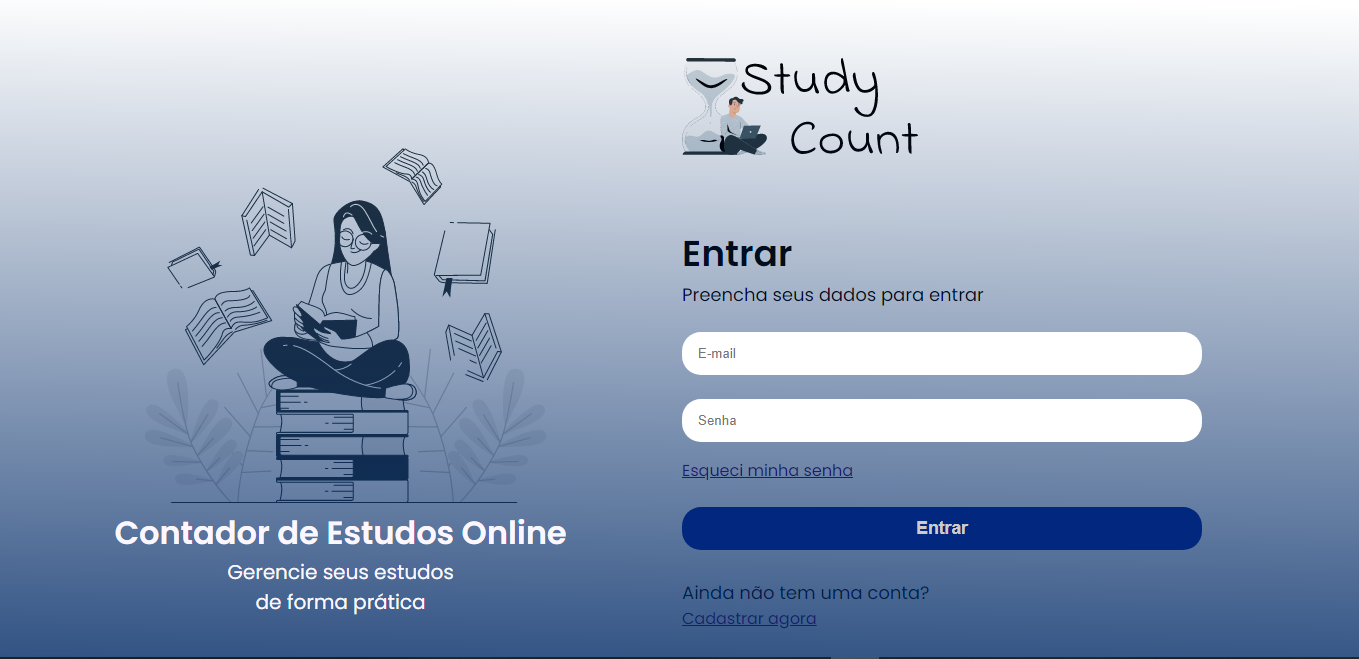 Study
Count
Entrar
Preencha seus dados para entrar
E-mail
Senha
Esqueci minha senha
Entrar
Ainda não tem uma conta?
Cadastrar agora
Contador de Estudos Online
Gerencie seus estudos
de forma prática